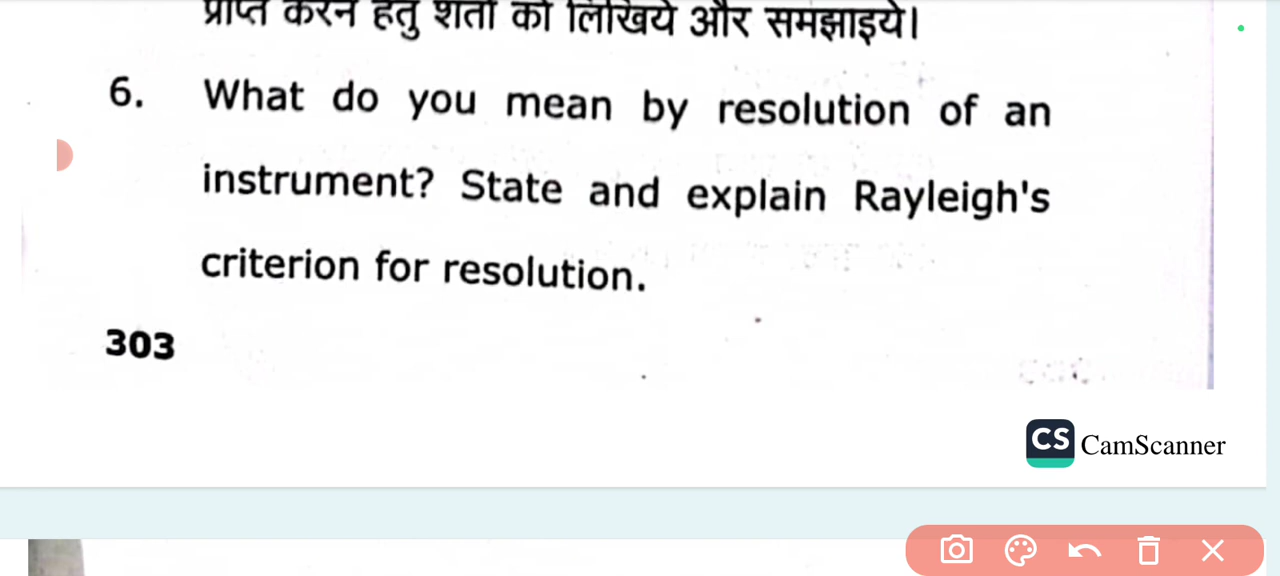 प्राप्त करने हेतु शर्तों को लिखिये और समझाइये।
6. What do you mean by resolution of an
instrument? State and explain Rayleigh's
criterion for resolution.
303
CS CamScanner